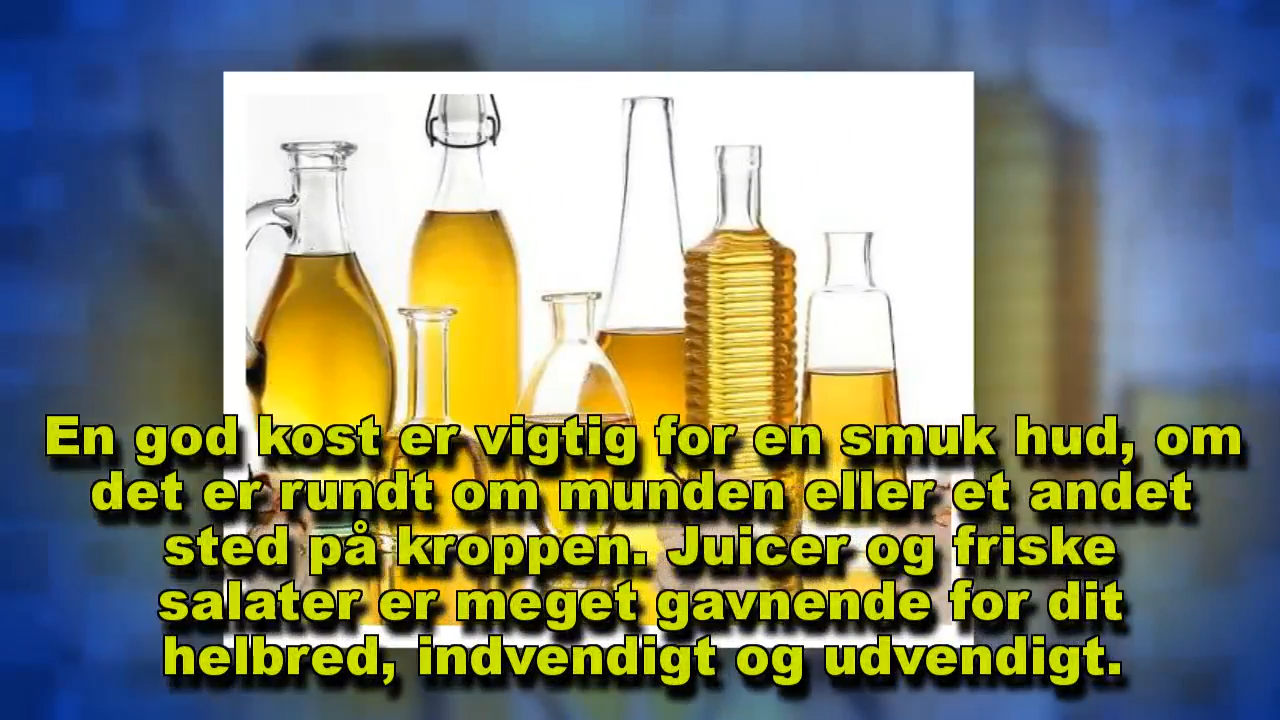 En god kost er vigtig for en smuk hud, om
det er rundt om munden eller et andet
sted på kroppen. Juicer og friske
salater er meget gavnende for dit
helbred, indvendigt og udvendigt.